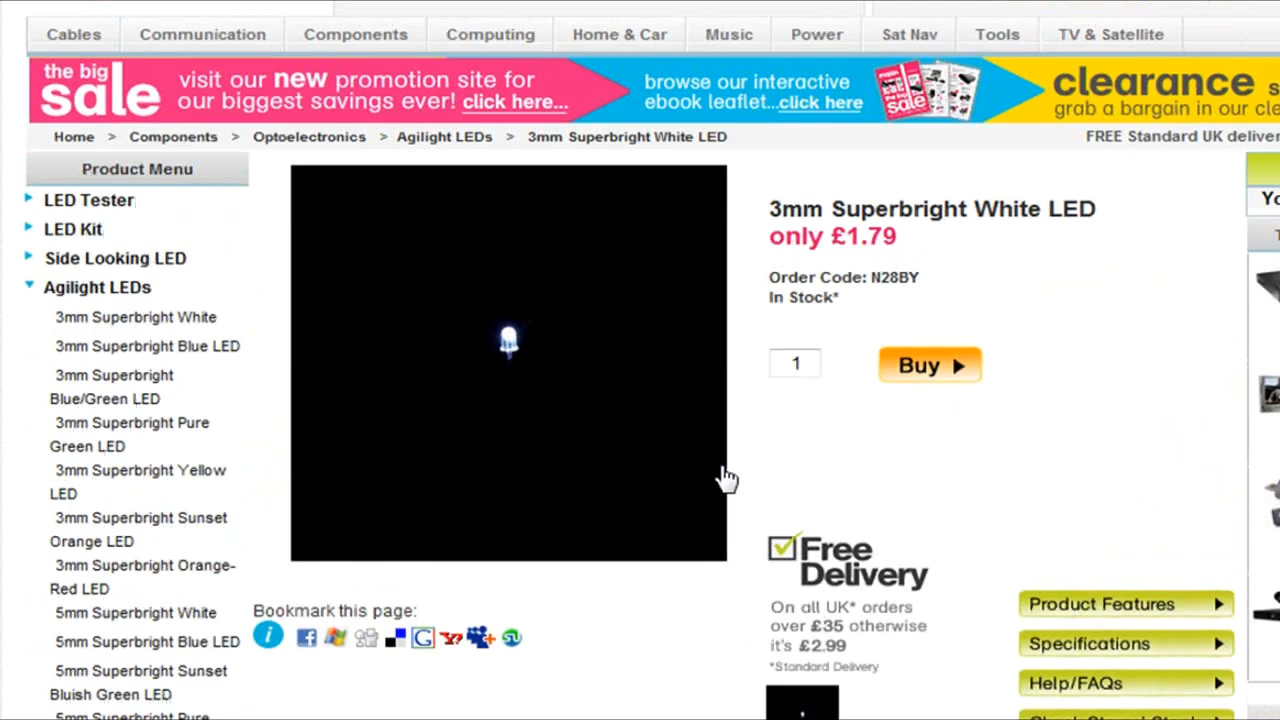 Cables Communication Components Computing Home & Car Music Power Sat Nav Tools TV & Satellite
the big
sale
visit our new promotion site for
our biggest savings ever! click here...
browse our interactive
ebook leaflet...click here
clearance
grab a bargain in our
Home > Components > Optoelectronics > Agilight LEDs > 3mm Superbright White LED
FREE Standard UK
Product Menu
LED Tester
LED Kit
Side Looking LED
Agilight LEDs
3mm Superbright White
3mm Superbright Blue LED
3mm Superbright
Blue/Green LED
3mm Superbright Pure
Green LED
3mm Superbright Yellow
LED
3mm Superbright Sunset
Orange LED
3mm Superbright Orange-
Red LED
5mm Superbright White
5mm Superbright Blue LED
5mm Superbright Sunset
Bluish Green LED
5mm Superbright Pure
Bookmark this page:
3mm Superbright White LED
only £1.79
Order Code: N28BY
In Stock*
1
Buy
Free
Delivery
On all UK* orders
over £35 otherwise
it's £2.99
*Standard Delivery
Product Features
Specifications
Help/FAQs